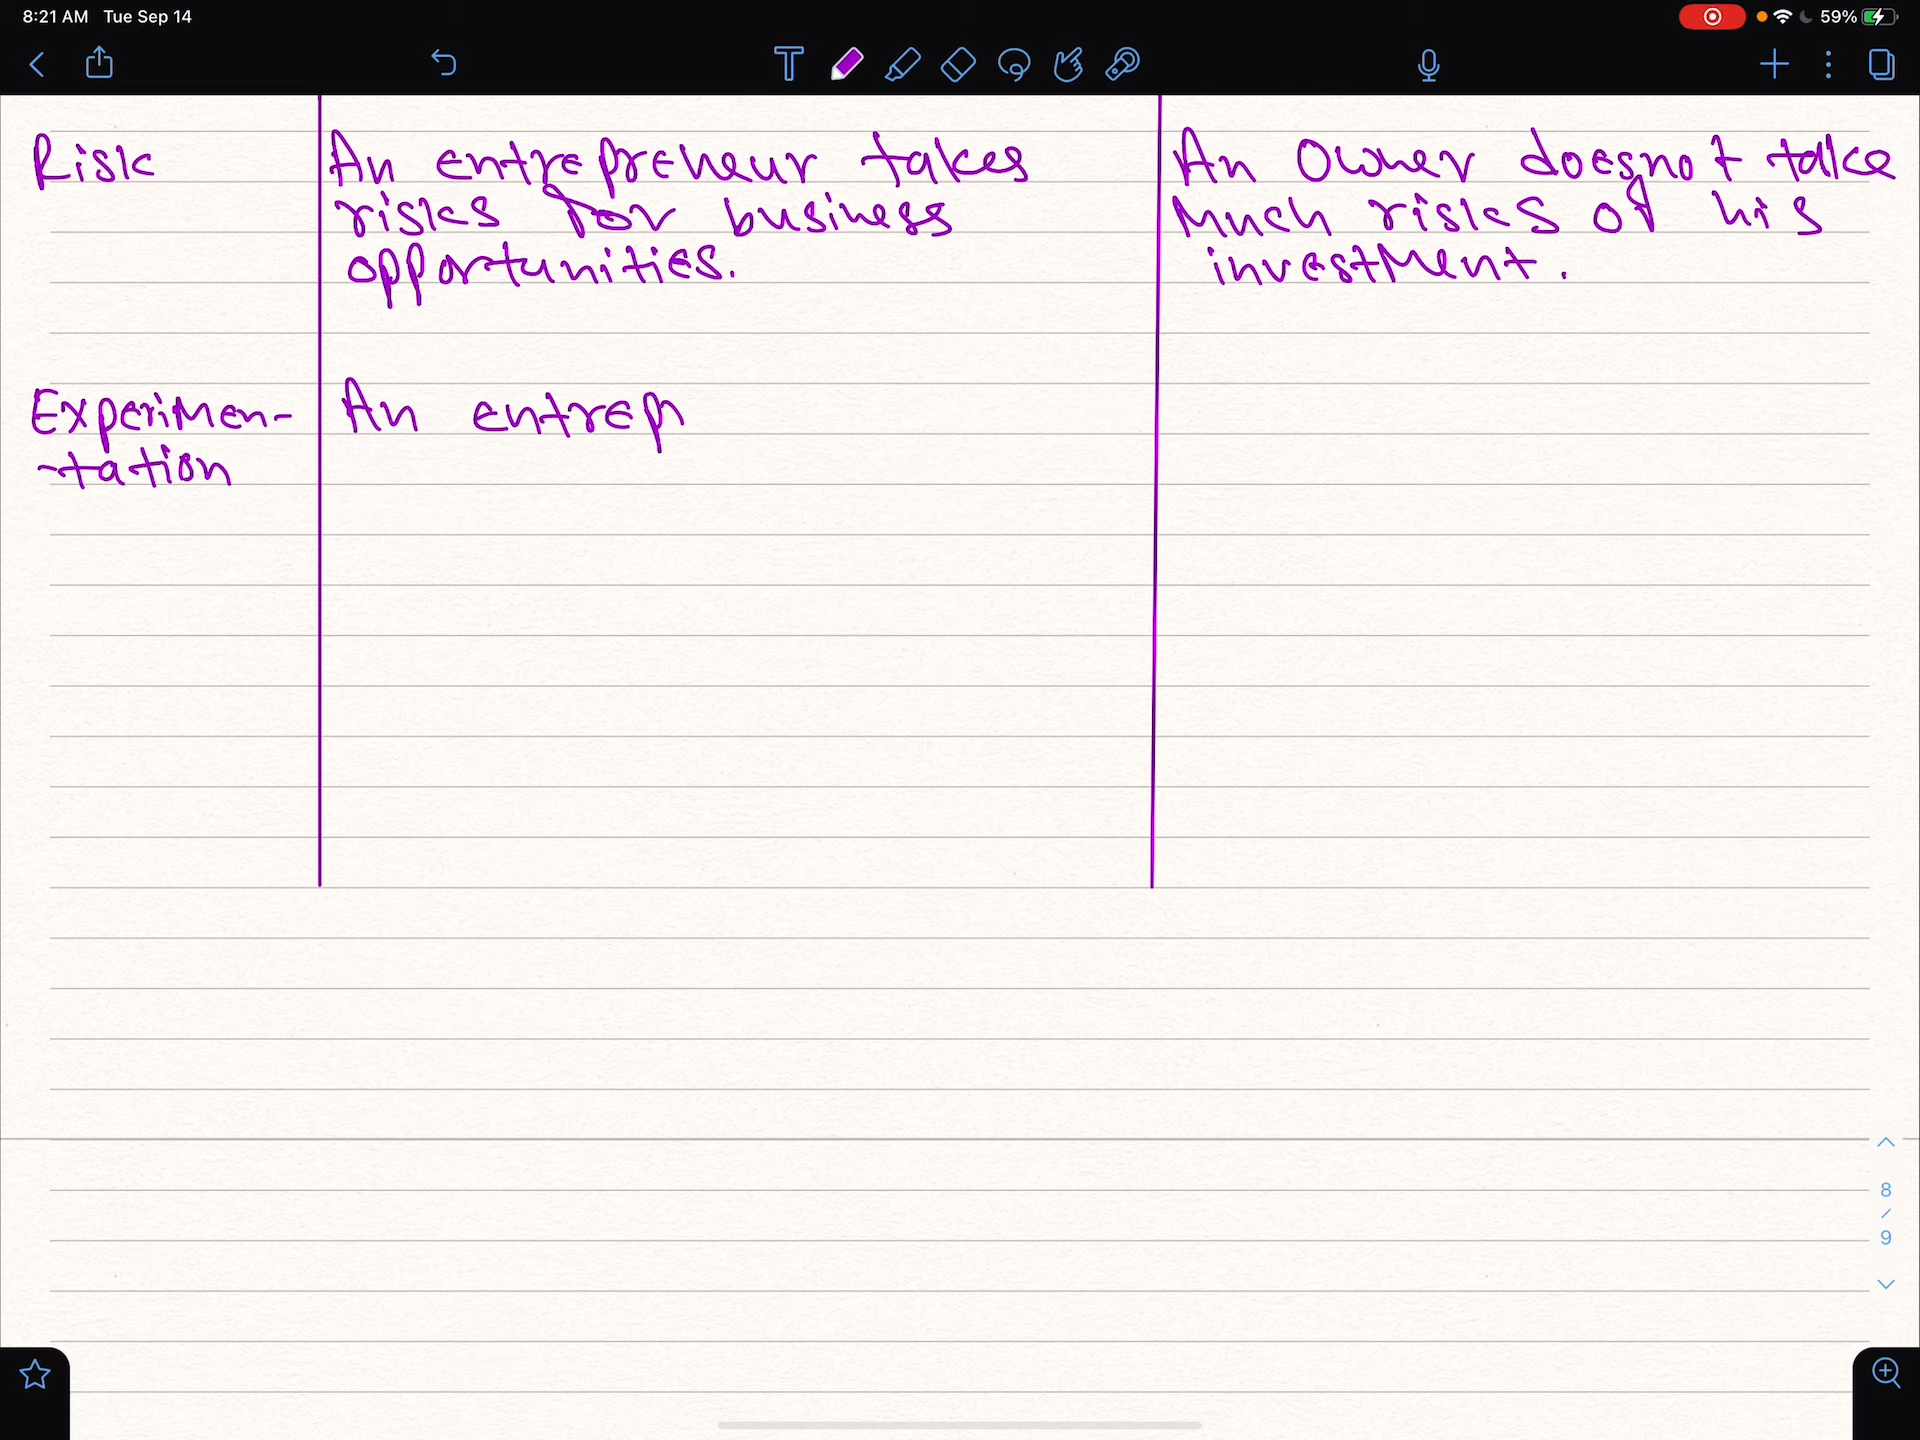 8:21 AM Tue Sep 14
59%
Risk
An entrepreneur takes
risks for business
opportunities.
An Owner doesnot take
much risks of his
investment.
Experimen-
-tation
An entrep
8
/
9